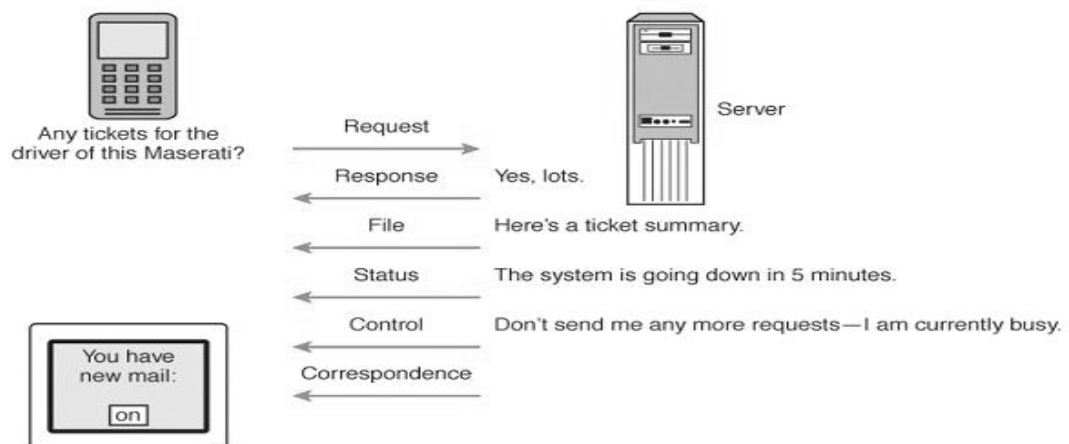 Any tickets for the
driver of this Maserati?
Request
Server
Response
Yes, lots.
File
Here's a ticket summary.
Status
The system is going down in 5 minutes.
Control
Don't send me any more requests—I am currently busy.
Correspondence
You have
new mail:
on